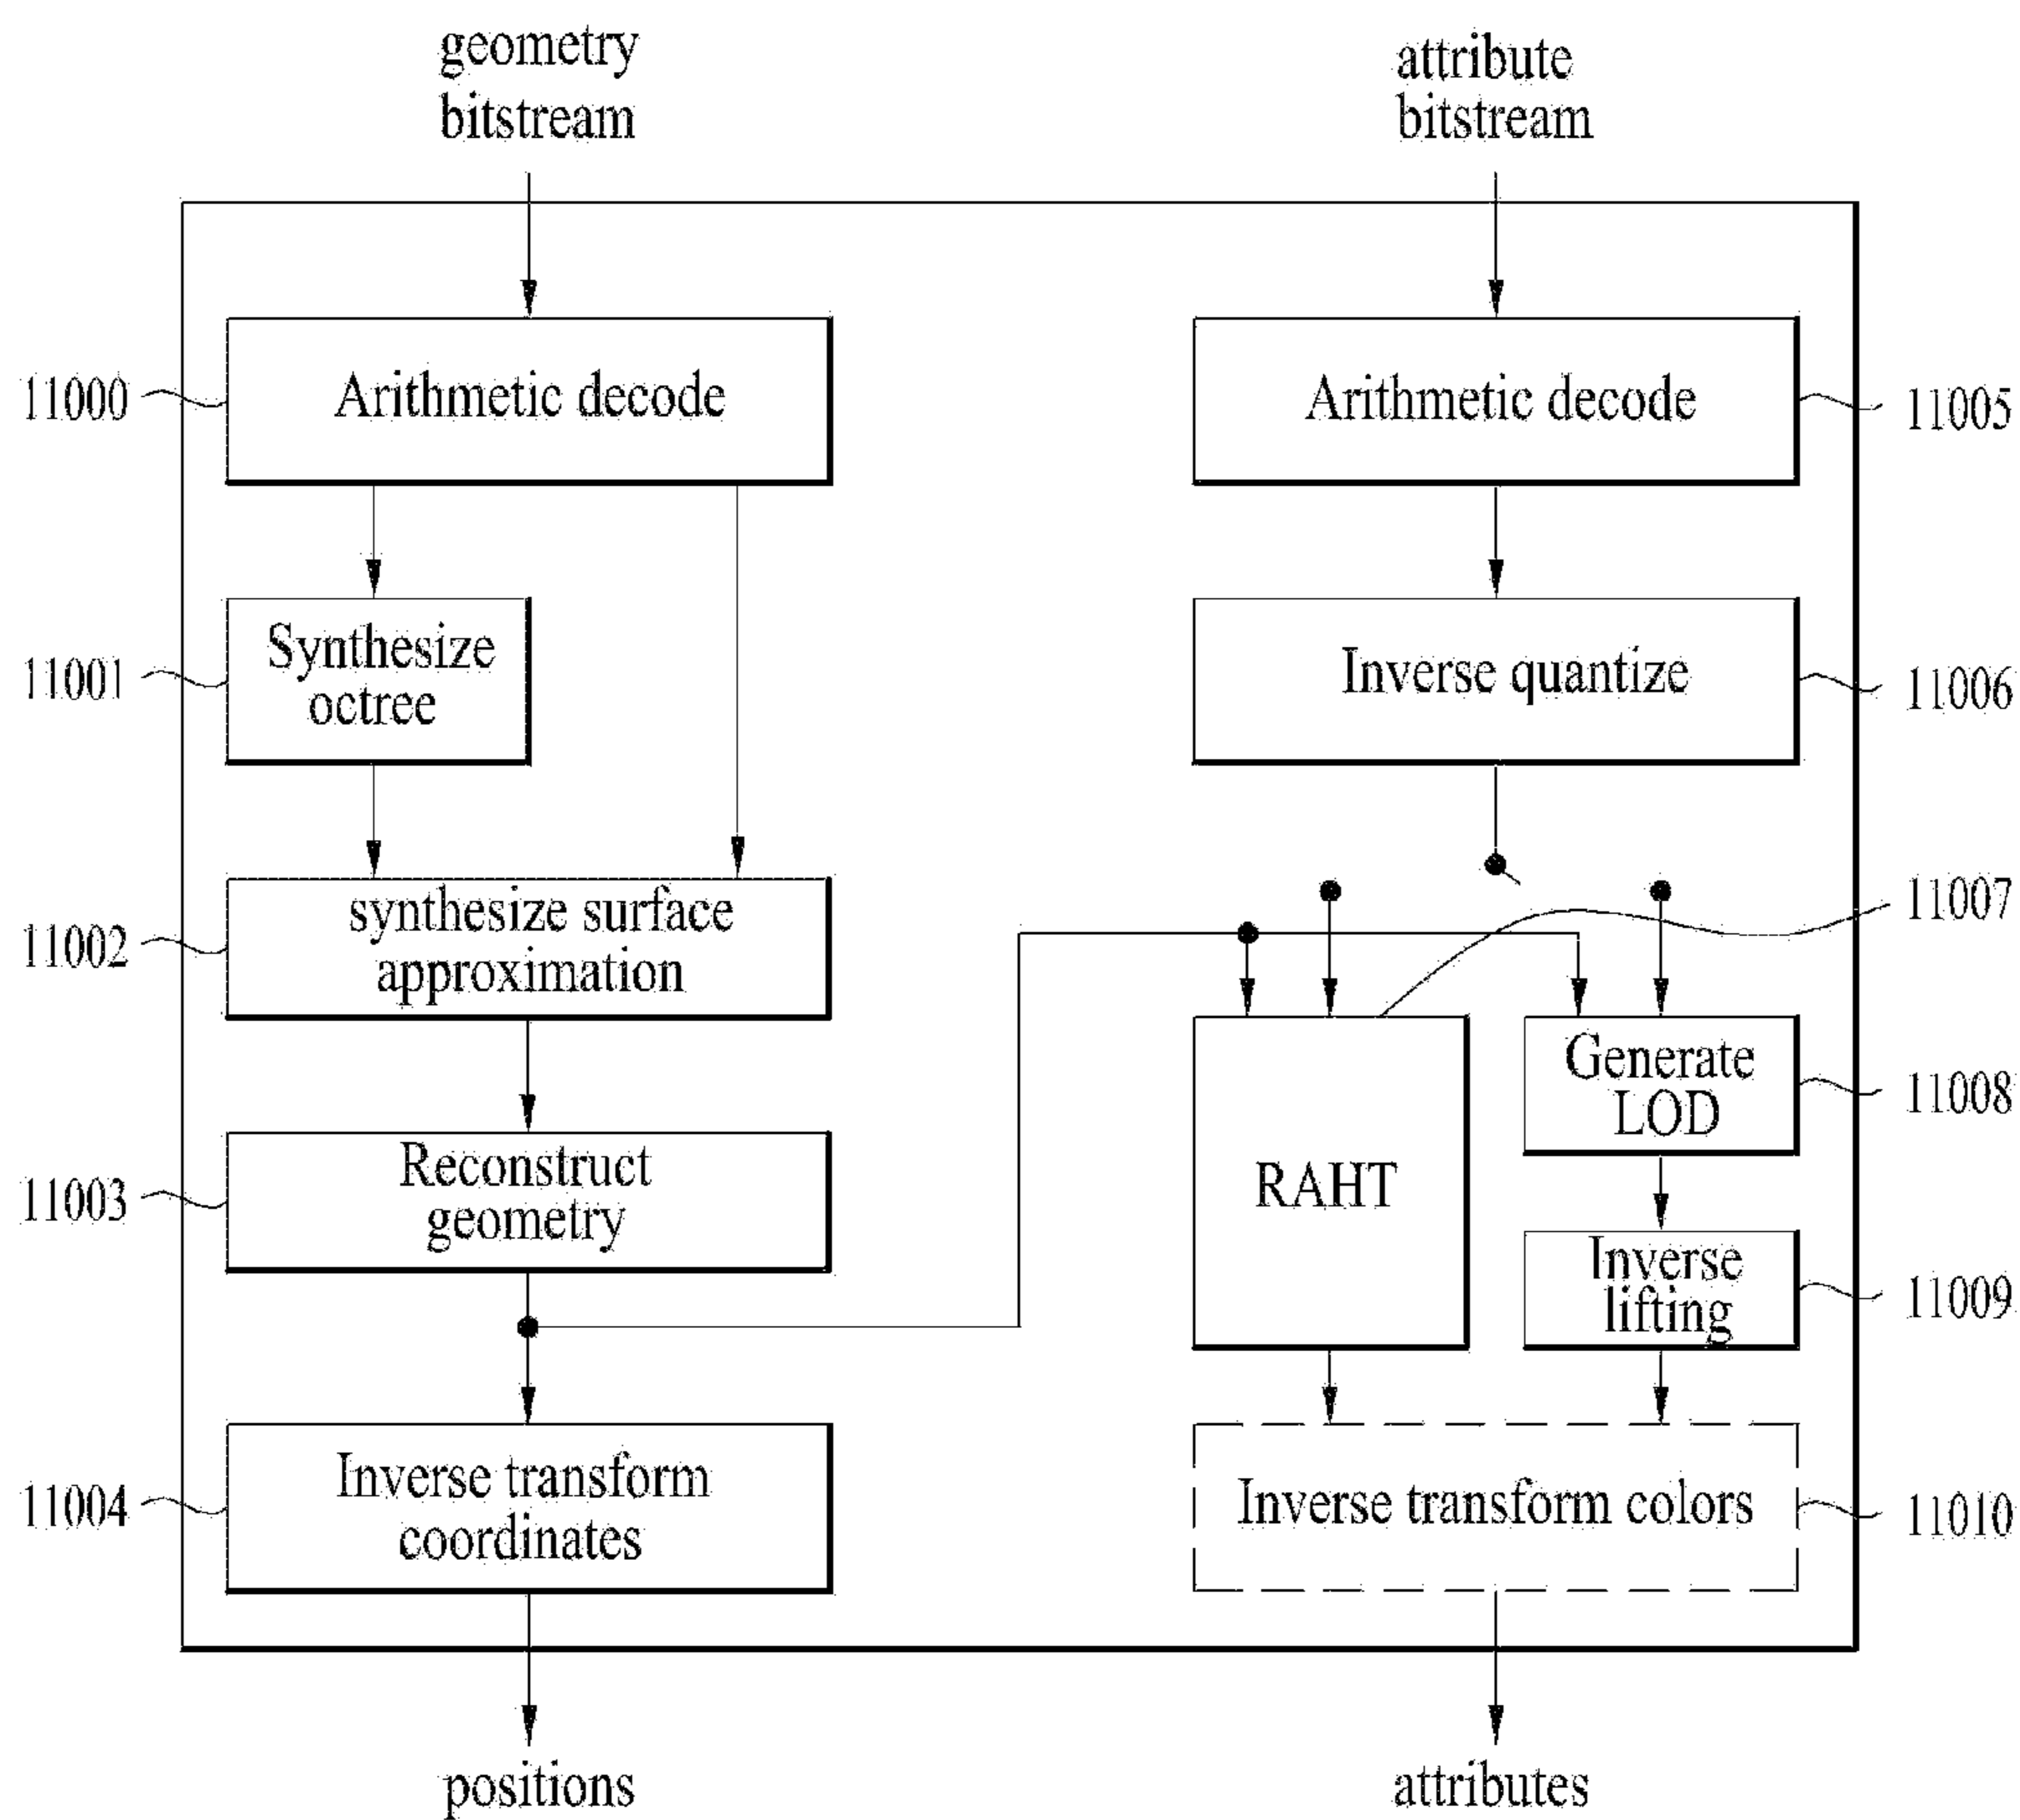 geometry
bitstream
attribute
bitstream
11000
Arithmetic decode
Arithmetic decode
11005
11001
Synthesize
octree
Inverse quantize
11006
11002
synthesize surface
approximation
11007
Generate
LOD
11008
11003
Reconstruct
geometry
RAHT
Inverse
lifting
11009
11004
Inverse transform
coordinates
Inverse transform colors
11010
positions
attributes